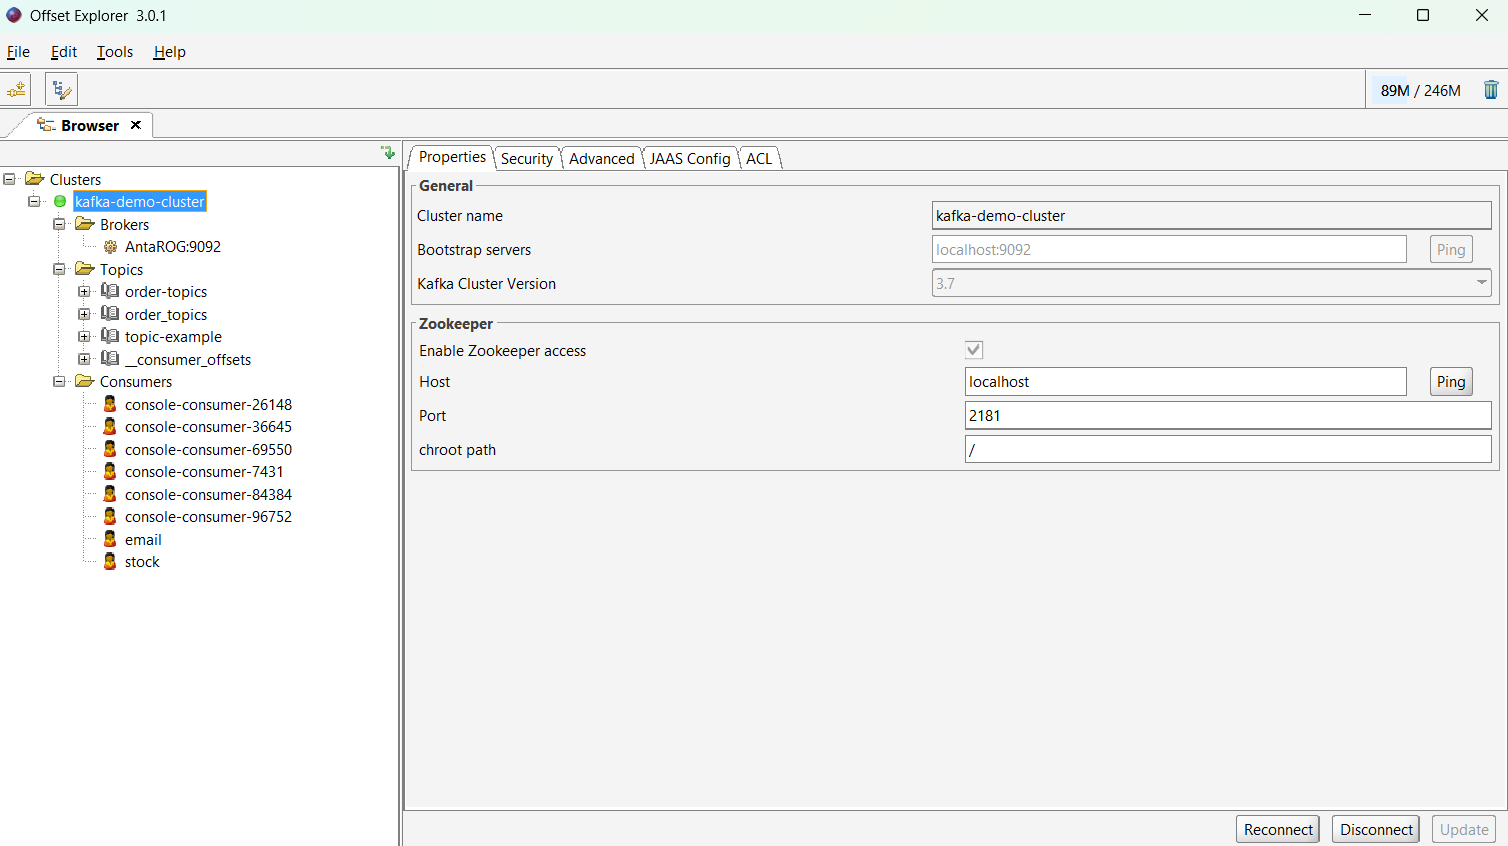 Offset Explorer 3.0.1
File Edit Tools Help
89M / 246M
Browser
Clusters
kafka-demo-cluster
Brokers
AntaROG:9092
Topics
order-topics
order_topics
topic-example
__consumer_offsets
Consumers
console-consumer-26148
console-consumer-36645
console-consumer-69550
console-consumer-7431
console-consumer-84384
console-consumer-96752
email
stock
Properties Security Advanced JAAS Config ACL
General
Cluster name kafka-demo-cluster
Bootstrap servers localhost:9092 Ping
Kafka Cluster Version 3.7
Zookeeper
Enable Zookeeper access
Host localhost Ping
Port 2181
chroot path /
Reconnect Disconnect Update